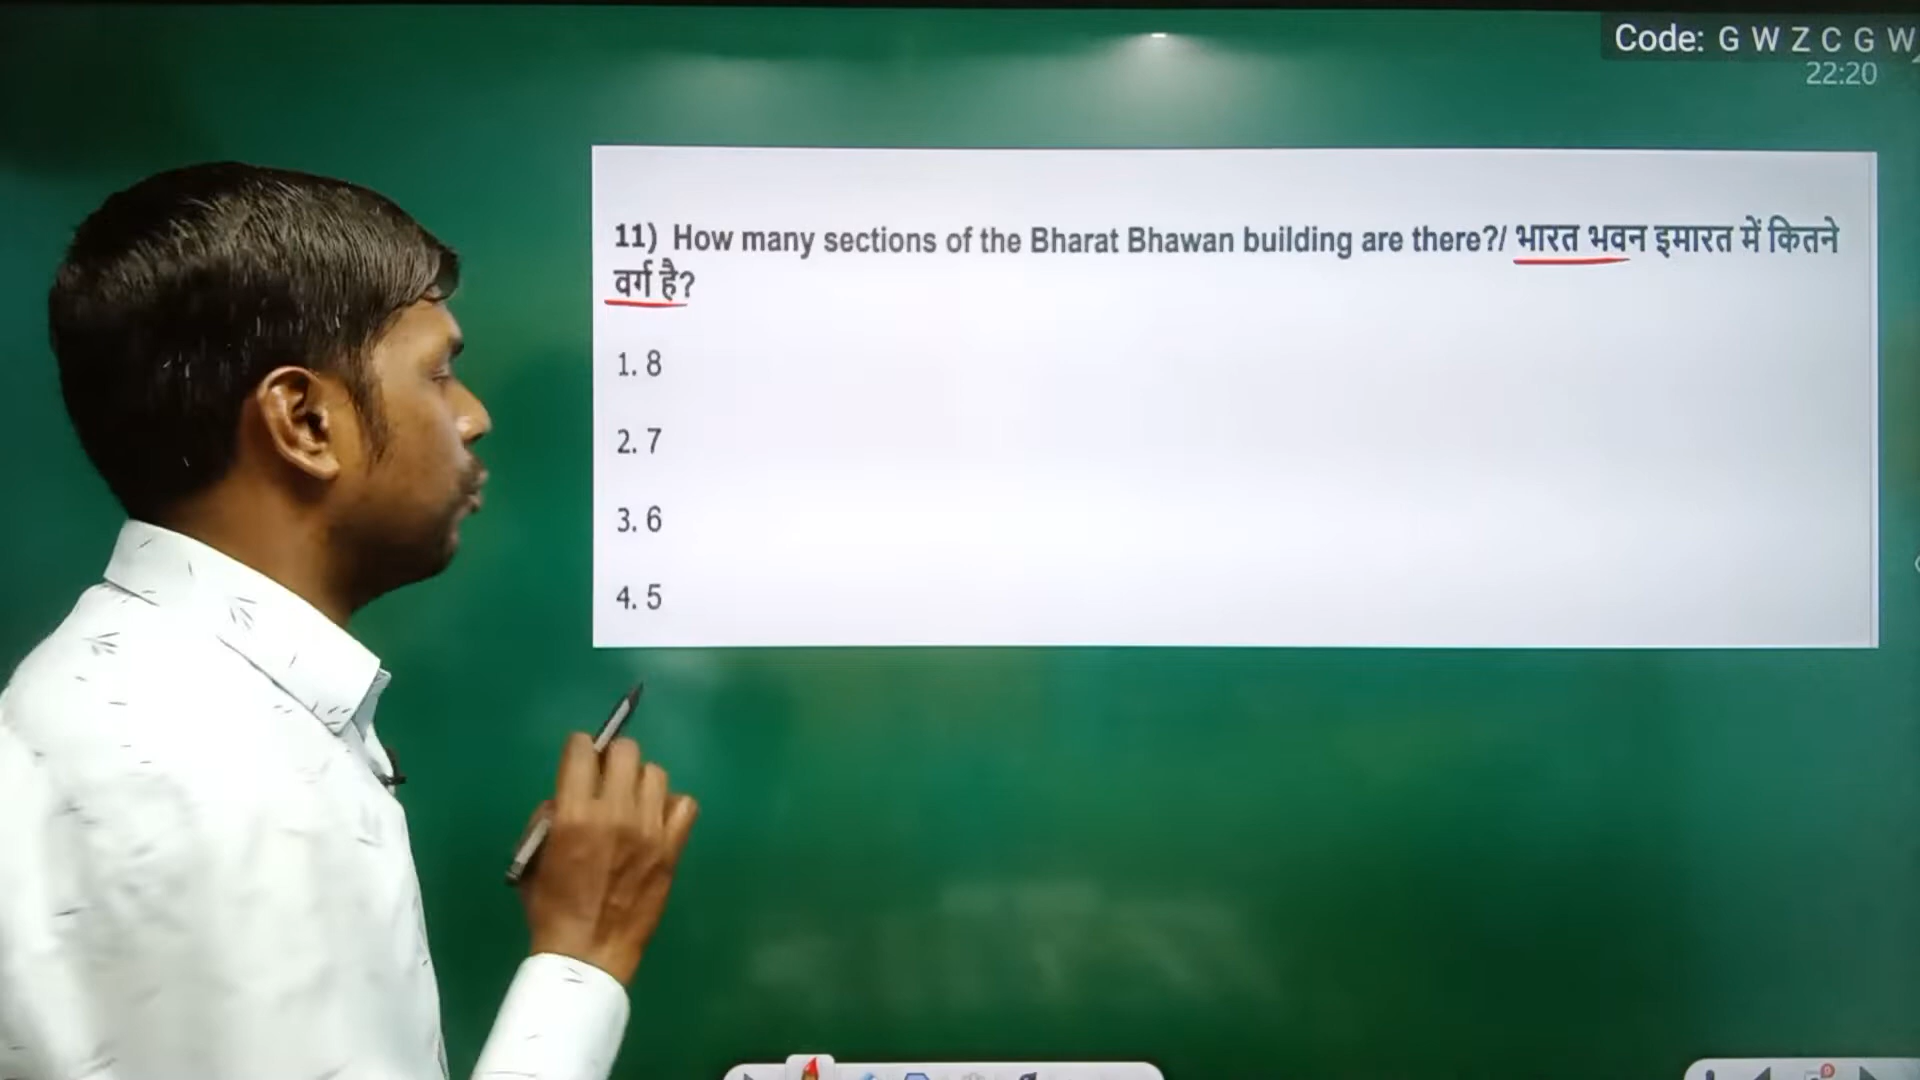 Code: G W Z C G W
22:20
11) How many sections of the Bharat Bhawan building are there?/ भारत भवन इमारत में कितने
वर्ग है?
1. 8
2. 7
3. 6
4. 5